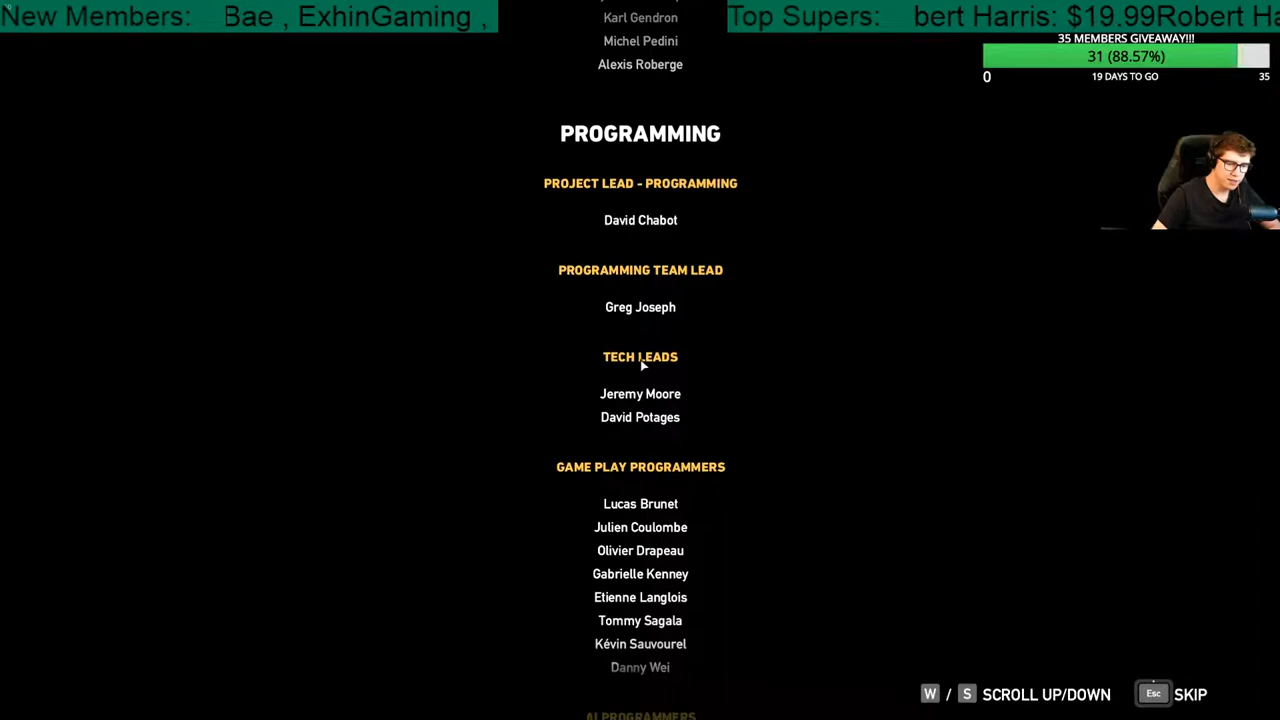 New Members: Bae , ExhinGaming ,
Top Supers: bert Harris: $19.99Robert Ha
35 MEMBERS GIVEAWAY!!!
31 (88.57%)
0 19 DAYS TO GO 35
Karl Gendron
Michel Pedini
Alexis Roberge
PROGRAMMING
PROJECT LEAD - PROGRAMMING
David Chabot
PROGRAMMING TEAM LEAD
Greg Joseph
TECH LEADS
Jeremy Moore
David Potages
GAME PLAY PROGRAMMERS
Lucas Brunet
Julien Coulombe
Olivier Drapeau
Gabrielle Kenney
Etienne Langlois
Tommy Sagala
Kévin Sauvourel
Danny Wei
AI PROGRAMMERS
W / S SCROLL UP/DOWN Esc SKIP